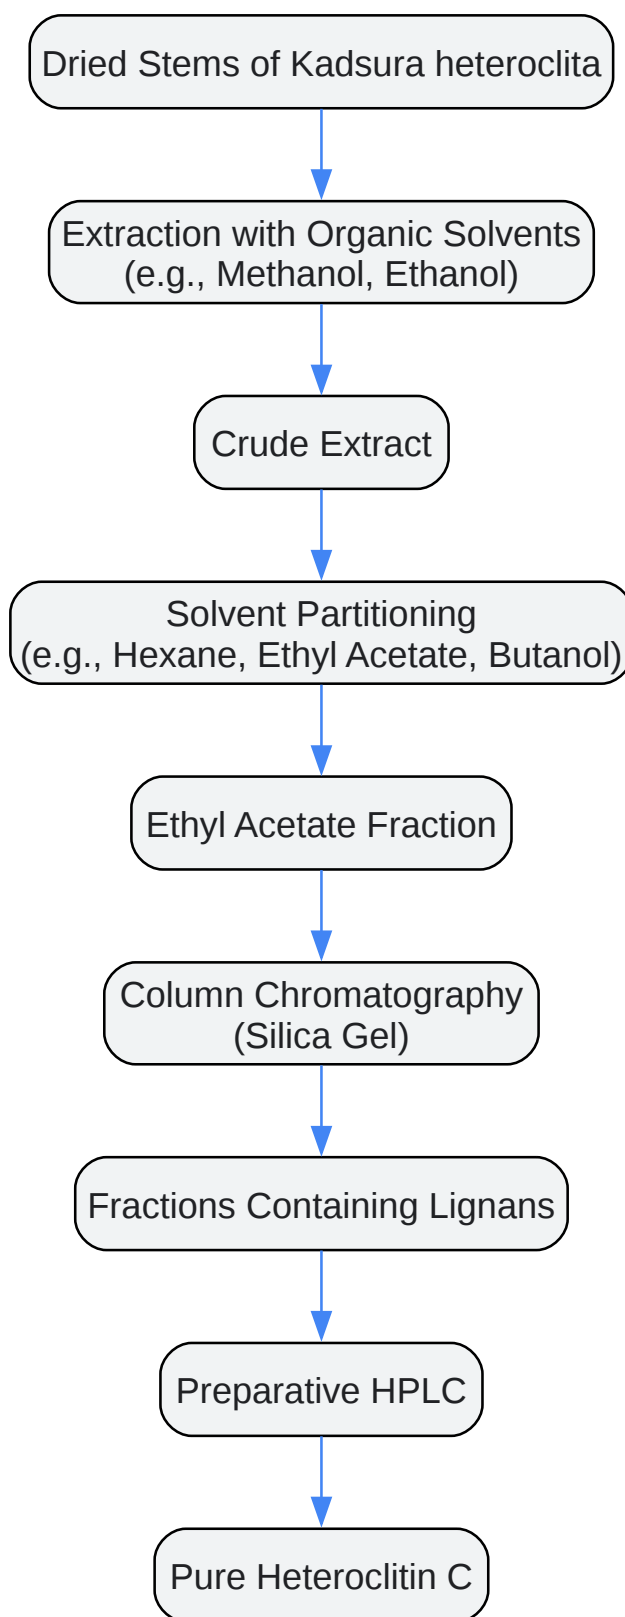 Dried Stems of Kadsura heteroclita
Extraction with Organic Solvents
(e.g., Methanol, Ethanol)
Crude Extract
Solvent Partitioning
(e.g., Hexane, Ethyl Acetate, Butanol)
Ethyl Acetate Fraction
Column Chromatography
(Silica Gel)
Fractions Containing Lignans
Preparative HPLC
Pure Heteroclitin C